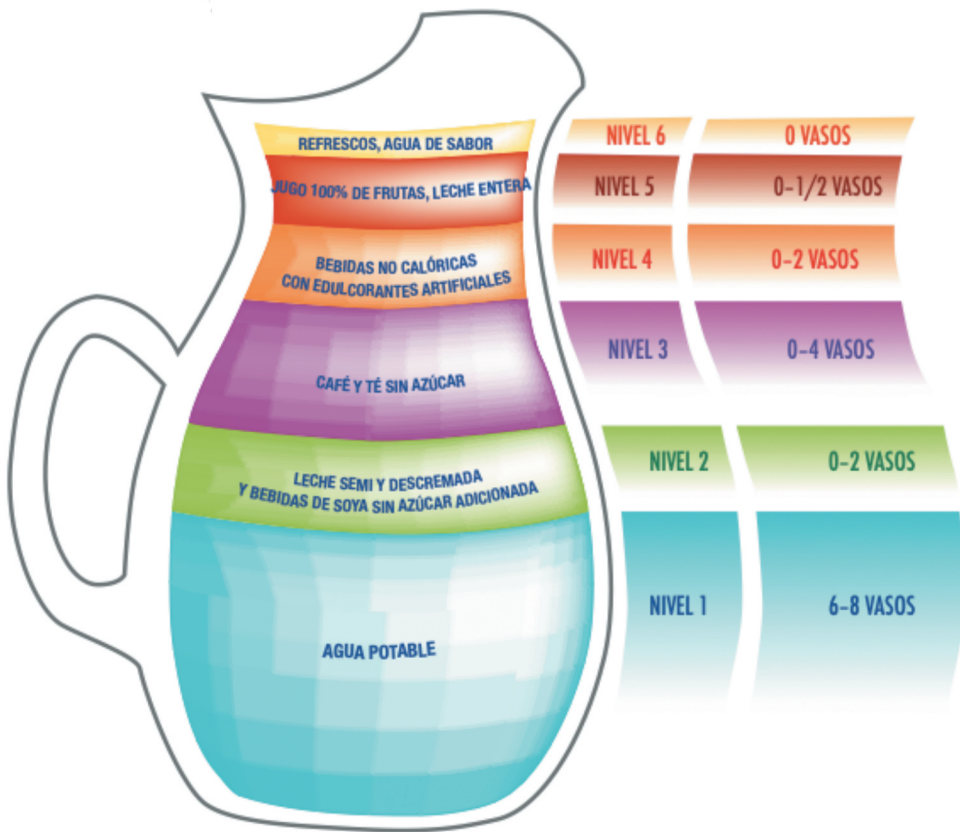 REFRESCOS, AGUA DE SABOR
NIVEL 6
0 VASOS
JUGO 100% DE FRUTAS, LECHE ENTERA
NIVEL 5
0-1/2 VASOS
BEBIDAS NO CALÓRICAS
CON EDULCORANTES ARTIFICIALES
NIVEL 4
0-2 VASOS
CAFÉ Y TÉ SIN AZÚCAR
NIVEL 3
0-4 VASOS
LECHE SEMI Y DESCREMADA
Y BEBIDAS DE SOYA SIN AZÚCAR ADICIONADA
NIVEL 2
0-2 VASOS
AGUA POTABLE
NIVEL 1
6-8 VASOS